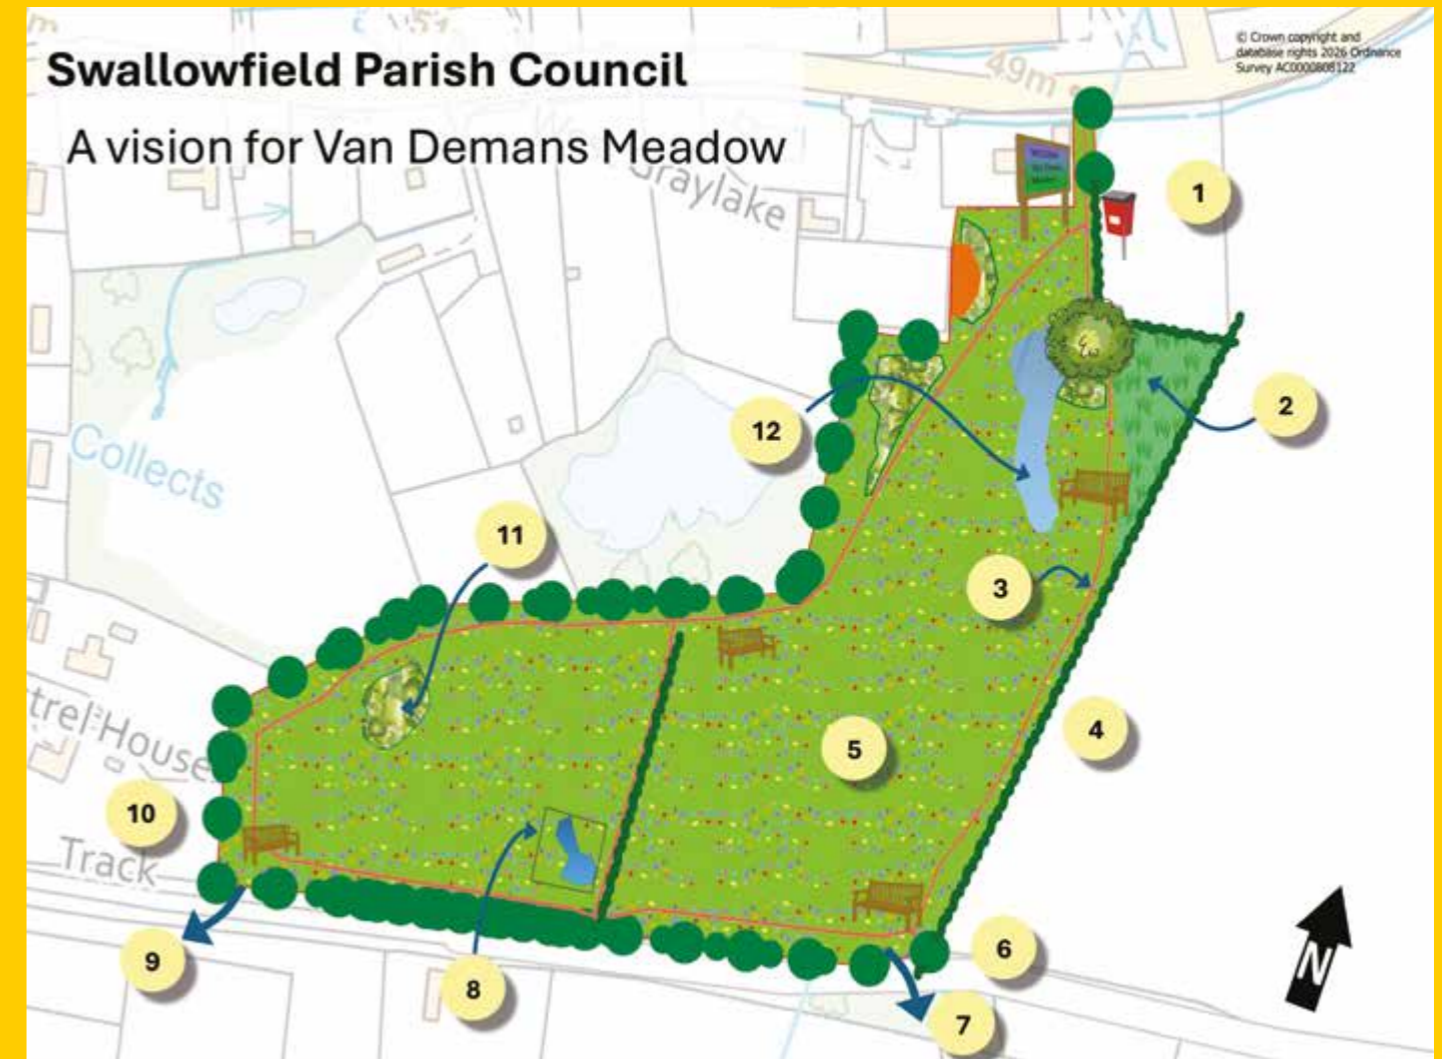 Swallowfield Parish Council
A vision for Van Demans Meadow
© Crown copyright and
database rights 2026 Ordnance
Survey AC0000808122
49m
Graylake
1
2
12
Collects
11
3
4
trel House
5
10
Track
6
9
8
7
N